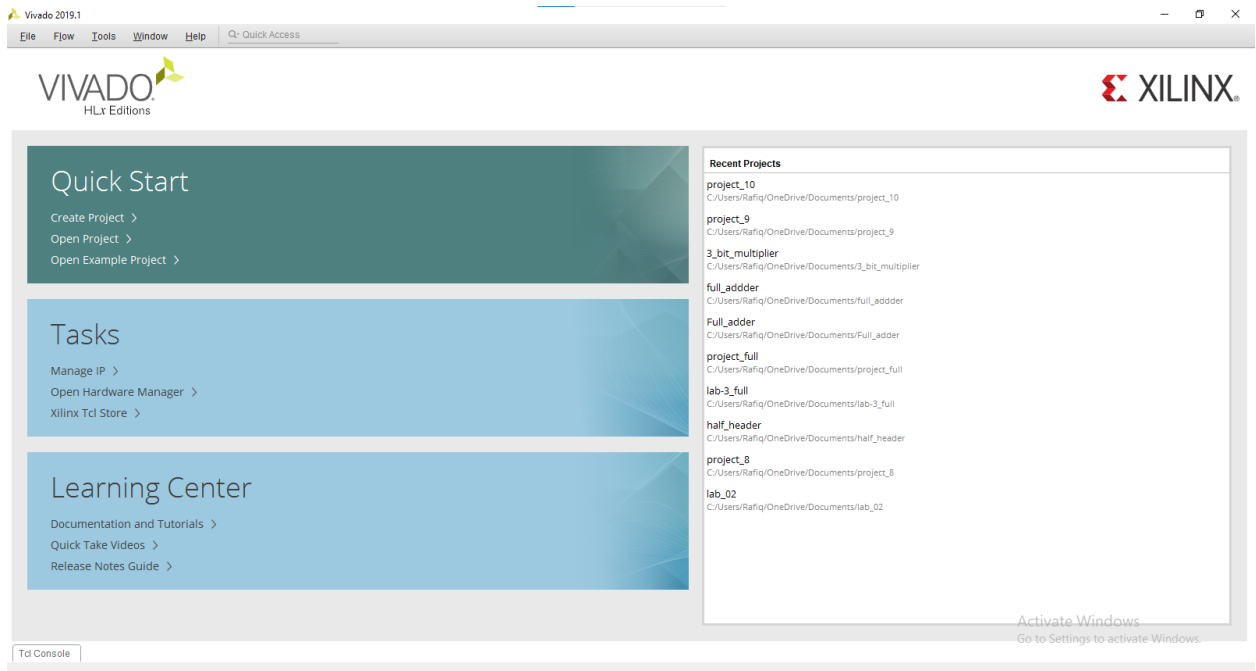 Vivado 2019.1
File Flow Tools Window Help Quick Access
VIVADO.
HLx Editions
XILINX.
Quick Start
Create Project >
Open Project >
Open Example Project >
Tasks
Manage IP >
Open Hardware Manager >
Xilinx Tcl Store >
Learning Center
Documentation and Tutorials >
Quick Take Videos >
Release Notes Guide >
Recent Projects
project_10
C:/Users/Rafiq/OneDrive/Documents/project_10
project_9
C:/Users/Rafiq/OneDrive/Documents/project_9
3_bit_multiplier
C:/Users/Rafiq/OneDrive/Documents/3_bit_multiplier
full_addder
C:/Users/Rafiq/OneDrive/Documents/full_addder
Full_adder
C:/Users/Rafiq/OneDrive/Documents/Full_adder
project_full
C:/Users/Rafiq/OneDrive/Documents/project_full
lab-3_full
C:/Users/Rafiq/OneDrive/Documents/lab-3_full
half_header
C:/Users/Rafiq/OneDrive/Documents/half_header
project_8
C:/Users/Rafiq/OneDrive/Documents/project_8
lab_02
C:/Users/Rafiq/OneDrive/Documents/lab_02
Activate Windows
Go to Settings to activate Windows.
Tcl Console